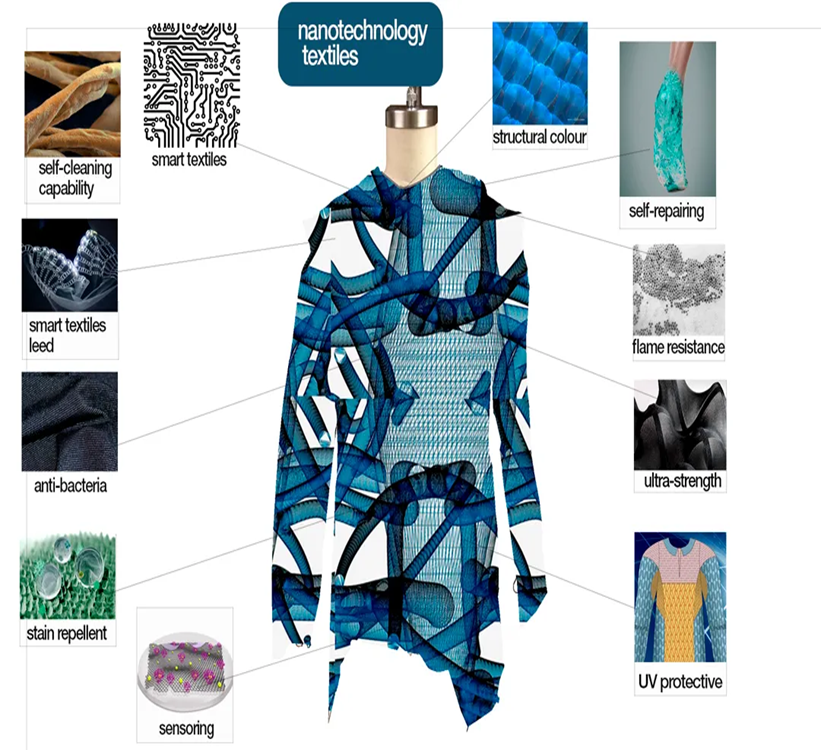 nanotechnology
textiles
smart textiles
structural colour
self-cleaning
capability
self-repairing
smart textiles
leed
flame resistance
anti-bacteria
ultra-strength
stain repellent
UV protective
sensoring